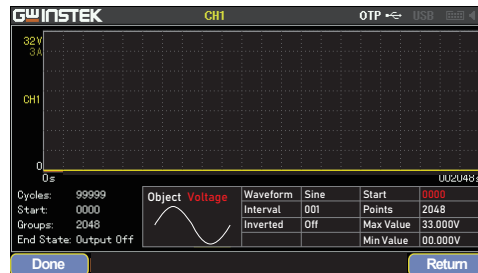 GWINSTEK CH1 OTP USB
32V
3A
CH1
0
0s 002048s
Cycles: 99999
Start: 0000
Groups: 2048
End State: Output Off
Object Voltage
Waveform Sine Start 0000
Interval 001 Points 2048
Inverted Off Max Value 33.000V
Min Value 00.000V
Done Return